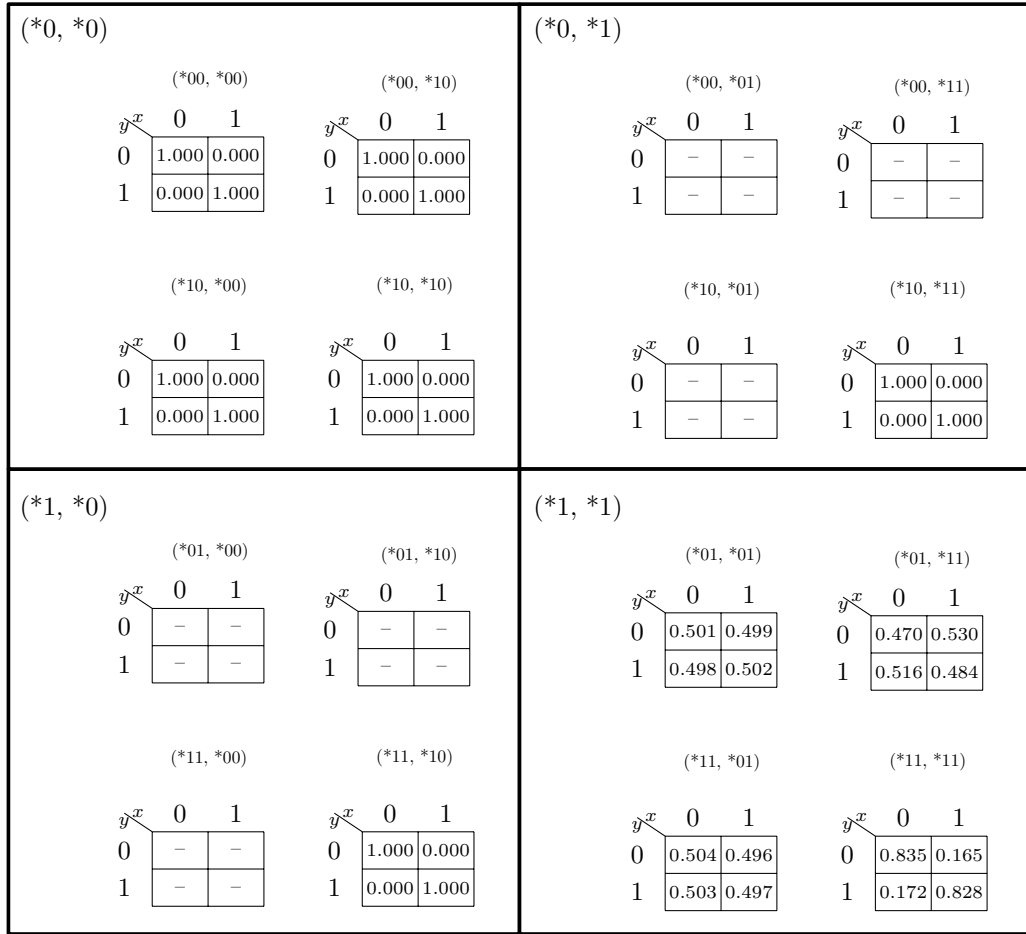 (*0, *0)
(*00, *00)
y x 0 1
0 1.000 0.000
1 0.000 1.000
(*00, *10)
y x 0 1
0 1.000 0.000
1 0.000 1.000
(*10, *00)
y x 0 1
0 1.000 0.000
1 0.000 1.000
(*10, *10)
y x 0 1
0 1.000 0.000
1 0.000 1.000
(*0, *1)
(*00, *01)
y x 0 1
0 – –
1 – –
(*00, *11)
y x 0 1
0 – –
1 – –
(*10, *01)
y x 0 1
0 – –
1 – –
(*10, *11)
y x 0 1
0 1.000 0.000
1 0.000 1.000
(*1, *0)
(*01, *00)
y x 0 1
0 – –
1 – –
(*01, *10)
y x 0 1
0 – –
1 – –
(*11, *00)
y x 0 1
0 – –
1 – –
(*11, *10)
y x 0 1
0 1.000 0.000
1 0.000 1.000
(*1, *1)
(*01, *01)
y x 0 1
0 0.501 0.499
1 0.498 0.502
(*01, *11)
y x 0 1
0 0.470 0.530
1 0.516 0.484
(*11, *01)
y x 0 1
0 0.504 0.496
1 0.503 0.497
(*11, *11)
y x 0 1
0 0.835 0.165
1 0.172 0.828